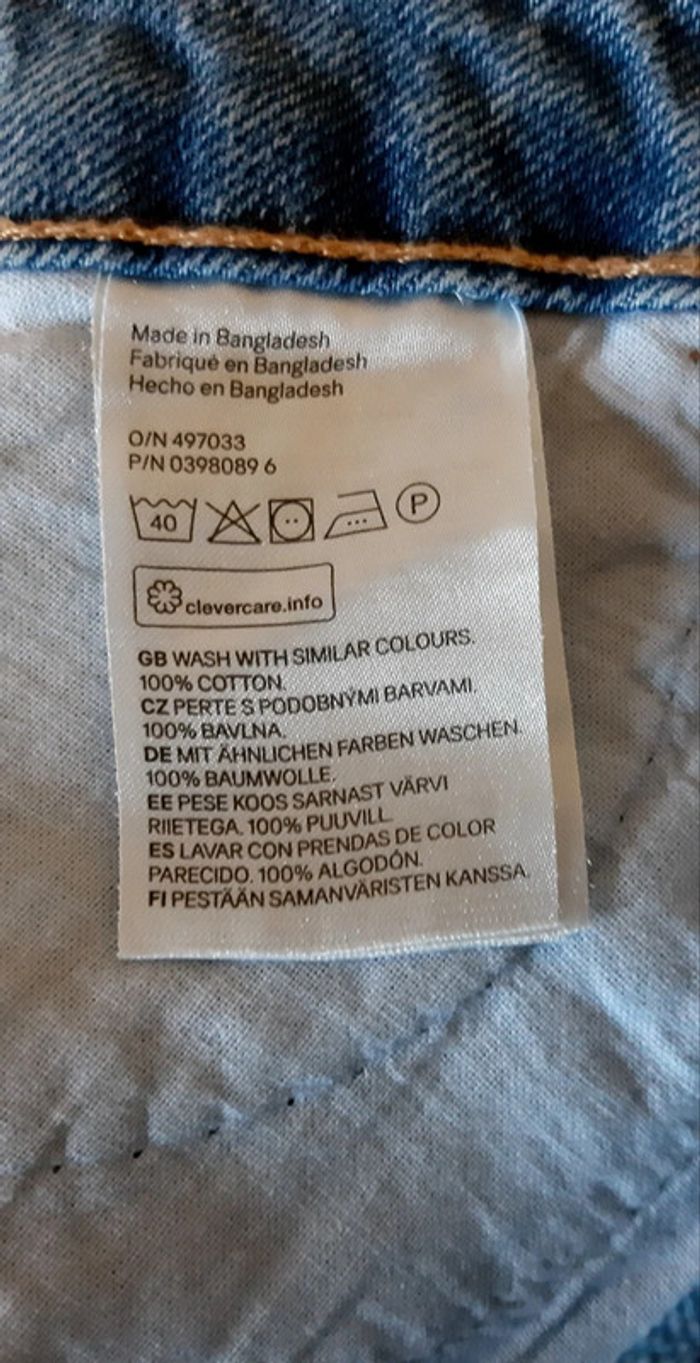 Made in Bangladesh
Fabriqué en Bangladesh
Hecho en Bangladesh
O/N 497033
P/N 0398089 6
40 P
clevercare.info
GB WASH WITH SIMILAR COLOURS.
100% COTTON.
CZ PERTE S PODOBNÝMI BARVAMI.
100% BAVLNA.
DE MIT ÄHNLICHEN FARBEN WASCHEN.
100% BAUMWOLLE.
EE PESE KOOS SARNAST VÄRVI
RIIETEGA. 100% PUUVILL.
ES LAVAR CON PRENDAS DE COLOR
PARECIDO. 100% ALGODÓN.
FI PESTÄÄN SAMANVÄRISTEN KANSSA.